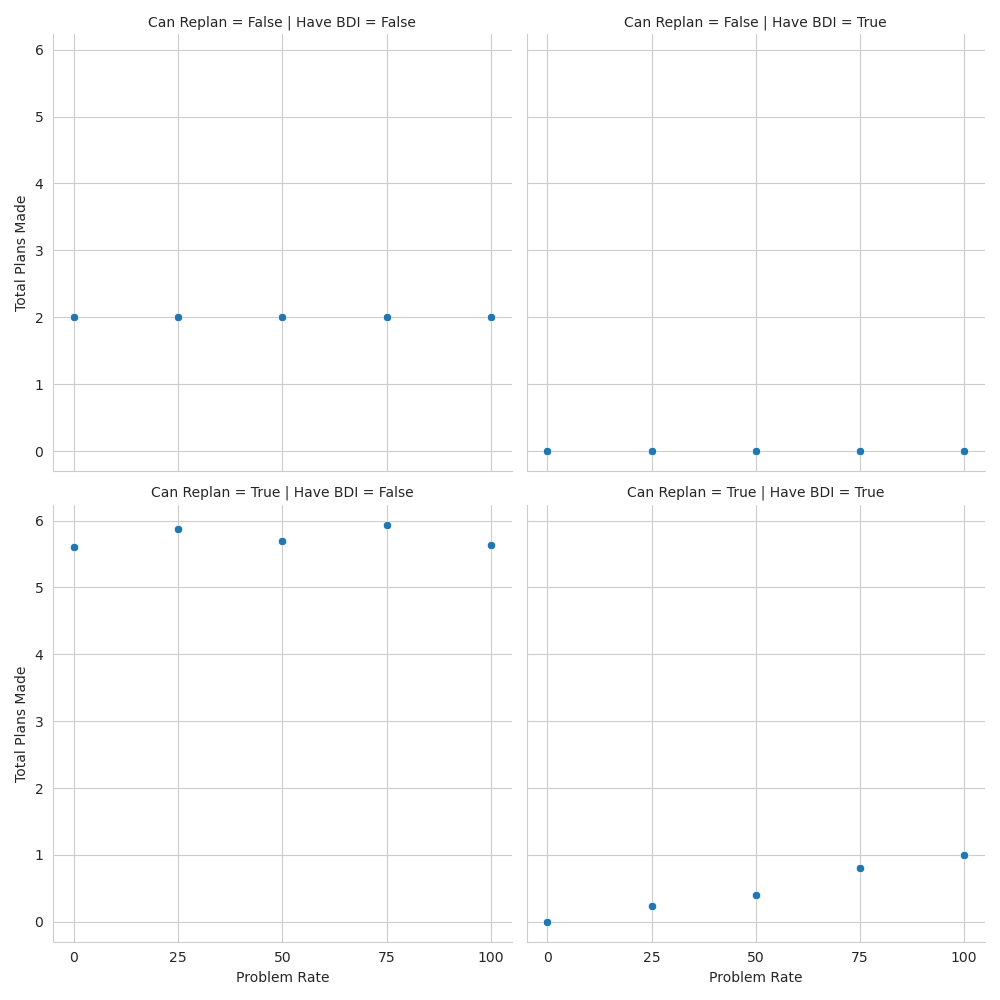 Can Replan = False | Have BDI = False
Can Replan = False | Have BDI = True
6
5
4
3
2
1
0
Total Plans Made
Can Replan = True | Have BDI = False
Can Replan = True | Have BDI = True
6
5
4
3
2
1
0
Total Plans Made
0 25 50 75 100
0 25 50 75 100
Problem Rate
Problem Rate